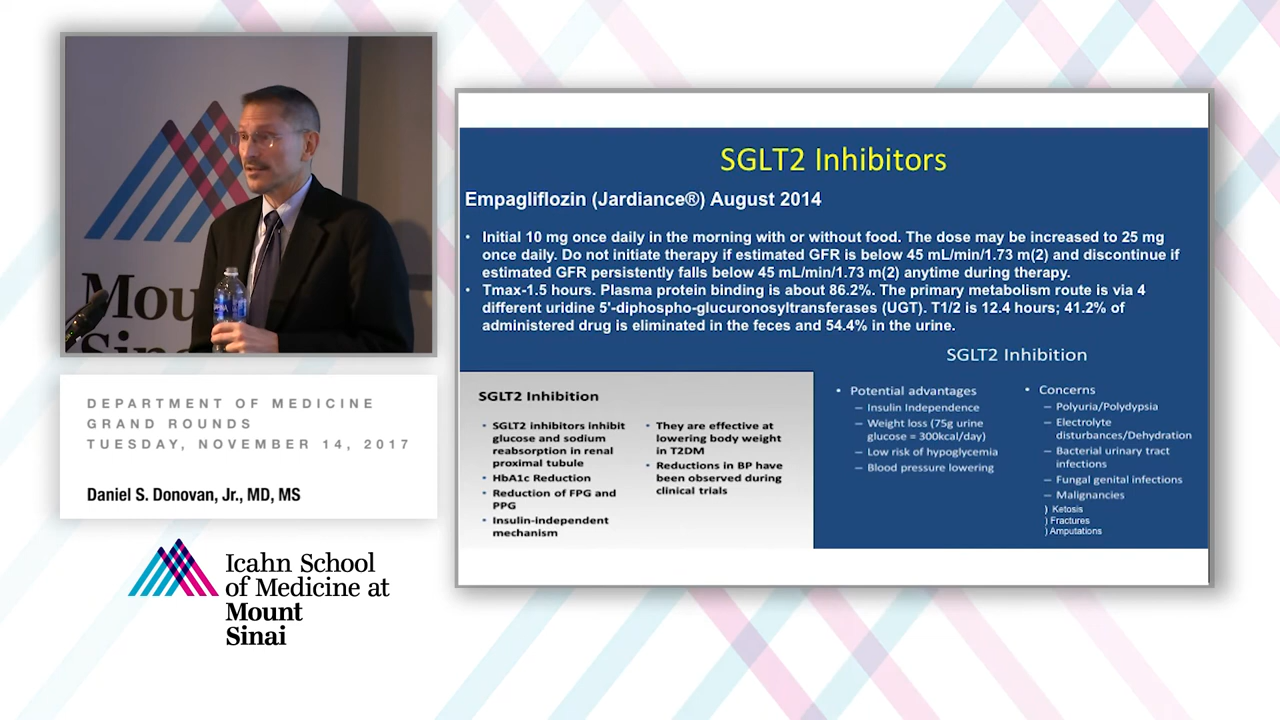 Mou
Sinai
DEPARTMENT OF MEDICINE
GRAND ROUNDS
TUESDAY, NOVEMBER 14, 2017
Daniel S. Donovan, Jr., MD, MS
Icahn School
of Medicine at
Mount
Sinai
SGLT2 Inhibitors
Empagliflozin (Jardiance®) August 2014
• Initial 10 mg once daily in the morning with or without food. The dose may be increased to 25 mg
once daily. Do not initiate therapy if estimated GFR is below 45 mL/min/1.73 m(2) and discontinue if
estimated GFR persistently falls below 45 mL/min/1.73 m(2) anytime during therapy.
• Tmax-1.5 hours. Plasma protein binding is about 86.2%. The primary metabolism route is via 4
different uridine 5'-diphospho-glucuronosyltransferases (UGT). T1/2 is 12.4 hours; 41.2% of
administered drug is eliminated in the feces and 54.4% in the urine.
SGLT2 Inhibition
• SGLT2 inhibitors inhibit
glucose and sodium
reabsorption in renal
proximal tubule
• HbA1c Reduction
• Reduction of FPG and
PPG
• Insulin-independent
mechanism
• They are effective at
lowering body weight
in T2DM
• Reductions in BP have
been observed during
clinical trials
SGLT2 Inhibition
• Potential advantages
– Insulin Independence
– Weight loss (75g urine
glucose = 300kcal/day)
– Low risk of hypoglycemia
– Blood pressure lowering
• Concerns
– Polyuria/Polydypsia
– Electrolyte
disturbances/Dehydration
– Bacterial urinary tract
infections
– Fungal genital infections
– Malignancies
) Ketosis
) Fractures
) Amputations